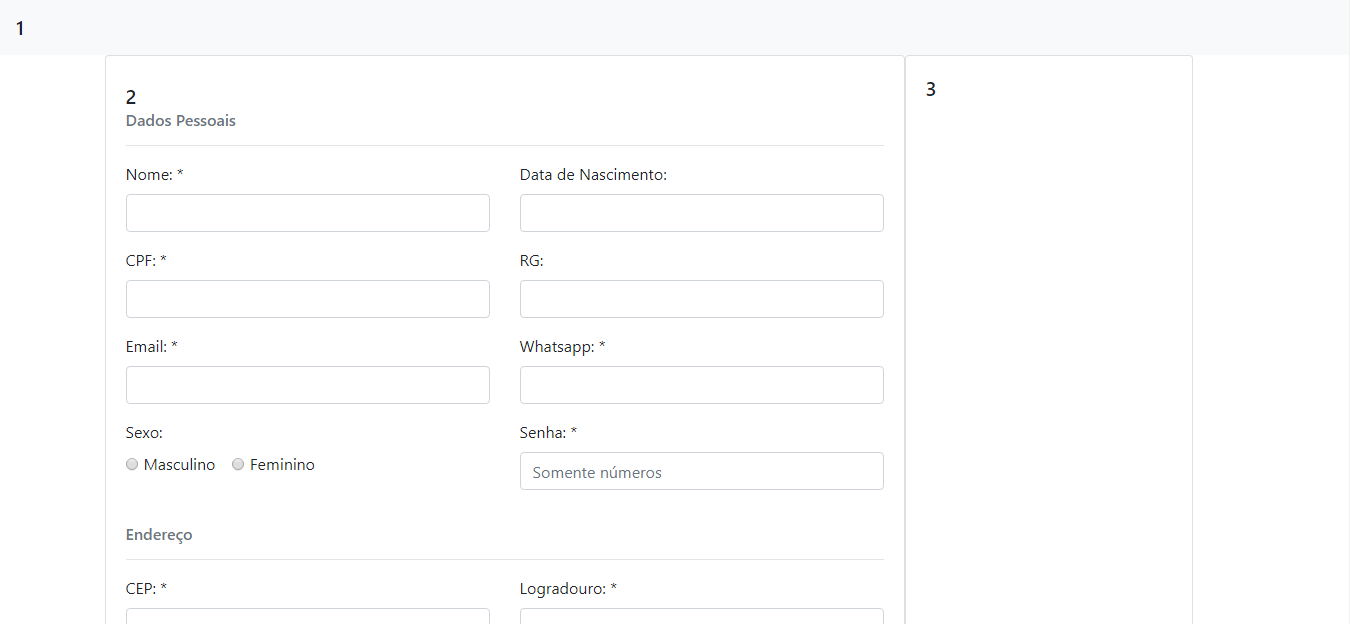 1
2
3
Dados Pessoais
Nome: *
Data de Nascimento:
CPF: *
RG:
Email: *
Whatsapp: *
Sexo:
Senha: *
Masculino Feminino
Somente números
Endereço
CEP: *
Logradouro: *